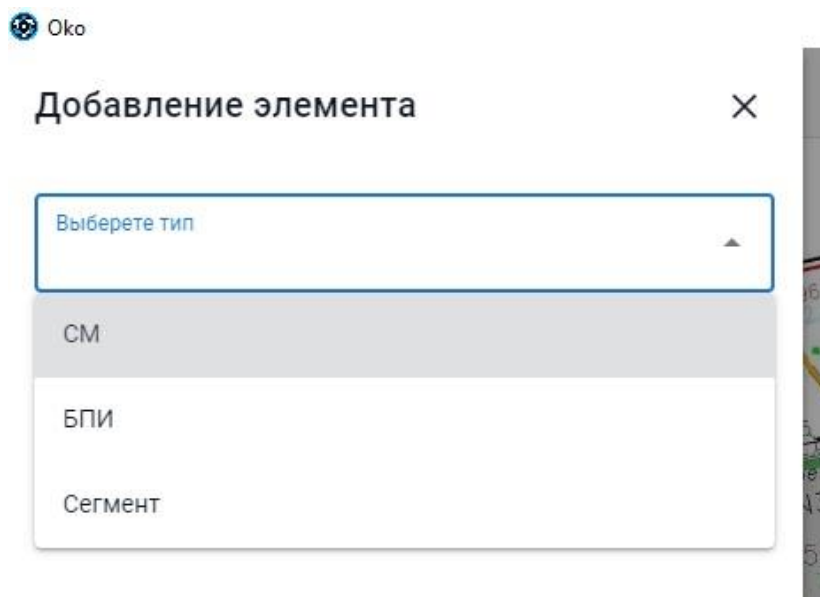 Oko
Добавление элемента
Выберете тип
СМ
БПИ
Сегмент